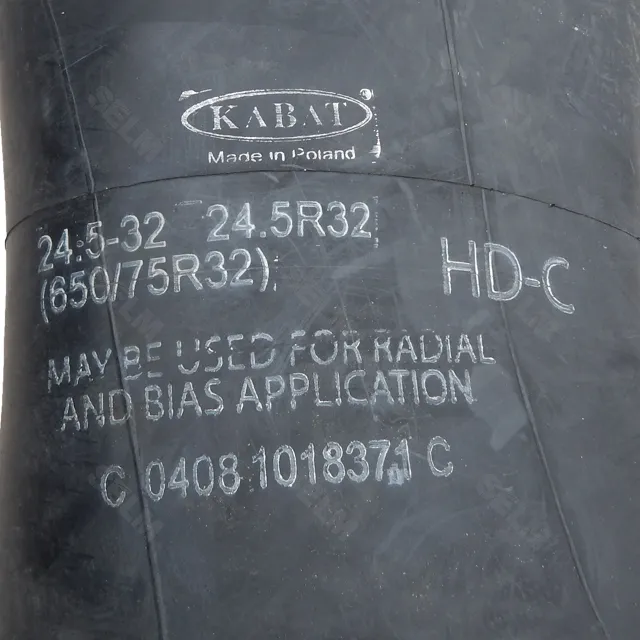 KABAT
Made in Poland
24.5-32 24.5R32
(650/75R32)
HD-C
MAY BE USED FOR RADIAL
AND BIAS APPLICATION
C 0408 1018371 C